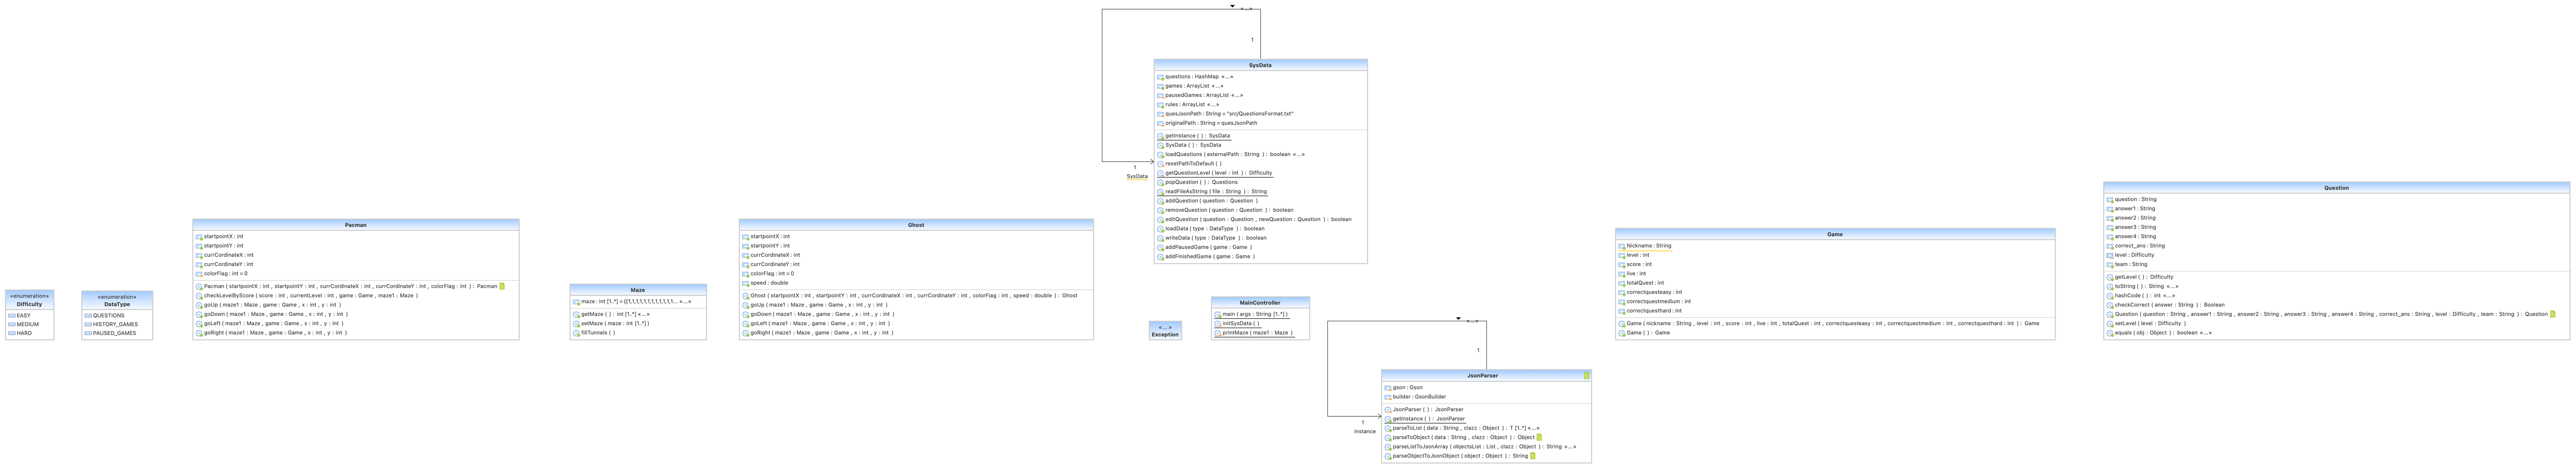 «enumeration»
Difficulty
EASY
MEDIUM
HARD
«enumeration»
DataType
QUESTIONS
HISTORY_GAMES
PAUSED_GAMES
Pacman
startpointX : int
startpointY : int
currCordinateX : int
currCordinateY : int
colorFlag : int = 0
Pacman ( startpointX : int , startpointY : int , currCordinateX : int , currCordinateY : int , colorFlag : int ) : Pacman
checkLevelByScore ( score : int , currentLevel : int , game : Game , maze1 : Maze )
goUp ( maze1 : Maze , game : Game , x : int , y : int )
goDown ( maze1 : Maze , game : Game , x : int , y : int )
goLeft ( maze1 : Maze , game : Game , x : int , y : int )
goRight ( maze1 : Maze , game : Game , x : int , y : int )
Maze
maze : int [1..*] = {{1,1,1,1,1,1,1,1,1,1,1... «...»
getMaze ( ) : int [1..*] «...»
setMaze ( maze : int [1..*] )
fillTunnels ( )
Ghost
startpointX : int
startpointY : int
currCordinateX : int
currCordinateY : int
colorFlag : int = 0
speed : double
Ghost ( startpointX : int , startpointY : int , currCordinateX : int , currCordinateY : int , colorFlag : int , speed : double ) : Ghost
goUp ( maze1 : Maze , game : Game , x : int , y : int )
goDown ( maze1 : Maze , game : Game , x : int , y : int )
goLeft ( maze1 : Maze , game : Game , x : int , y : int )
goRight ( maze1 : Maze , game : Game , x : int , y : int )
«...»
1
SysData
questions : HashMap «...»
games : ArrayList «...»
pausedGames : ArrayList «...»
rules : ArrayList «...»
quesJsonPath : String = "src/QuestionsFormat.txt"
originalPath : String = quesJsonPath
getInstance ( ) : SysData
SysData ( ) : SysData
loadQuestions ( externalPath : String ) : boolean «...»
resetPathToDefault ( )
getQuestionLevel ( level : int ) : Difficulty
popQuestion ( ) : Questions
readFileAsString ( file : String ) : String
addQuestion ( question : Question )
removeQuestion ( question : Question ) : boolean
editQuestion ( question : Question , newQuestion : Question ) : boolean
loadData ( type : DataType ) : boolean
writeData ( type : DataType ) : boolean
addPausedGame ( game : Game )
addFinishedGame ( game : Game )
1
SysData
«...»
Exception
MainController
main ( args : String [1..*] )
initSysData ( )
printMaze ( maze1 : Maze )
«...»
1
JsonParser
gson : Gson
builder : GsonBuilder
JsonParser ( ) : JsonParser
getInstance ( ) : JsonParser
parseToList ( data : String , clazz : Object ) : T [1..*] «...»
parseToObject ( data : String , clazz : Object ) : Object
parseListToJsonArray ( objectsList : List , clazz : Object ) : String «...»
parseObjectToJsonObject ( object : Object ) : String
1
instance
Game
Nickname : String
level : int
score : int
live : int
totalQuest : int
correctquesteasy : int
correctquestmedium : int
correctquesthard : int
Game ( nickname : String , level : int , score : int , live : int , totalQuest : int , correctquesteasy : int , correctquestmedium : int , correctquesthard : int ) : Game
Game ( ) : Game
Question
question : String
answer1 : String
answer2 : String
answer3 : String
answer4 : String
correct_ans : String
level : Difficulty
team : String
getLevel ( ) : Difficulty
toString ( ) : String «...»
hashCode ( ) : int «...»
checkCorrect ( answer : String ) : Boolean
Question ( question : String , answer1 : String , answer2 : String , answer3 : String , answer4 : String , correct_ans : String , level : Difficulty , team : String ) : Question
setLevel ( level : Difficulty )
equals ( obj : Object ) : boolean «...»